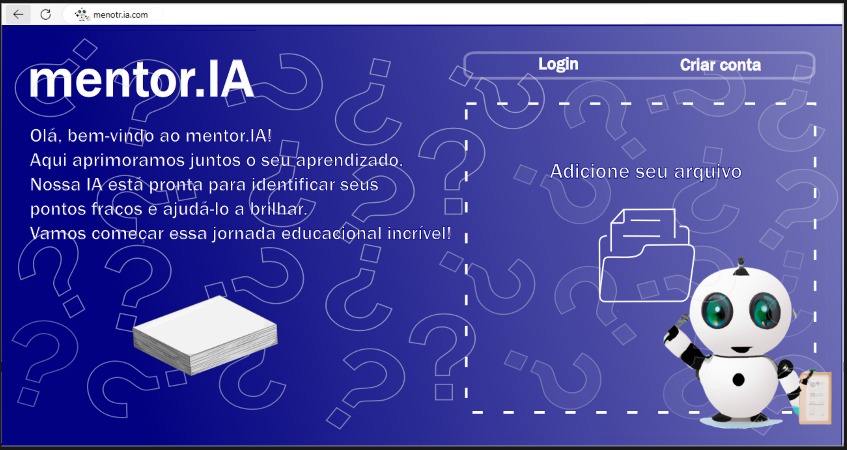 menotr.ia.com
mentor.IA
Login
Criar conta
Olá, bem-vindo ao mentor.IA!
Aqui aprimoramos juntos o seu aprendizado.
Nossa IA está pronta para identificar seus
pontos fracos e ajudá-lo a brilhar.
Vamos começar essa jornada educacional incrível!
Adicione seu arquivo